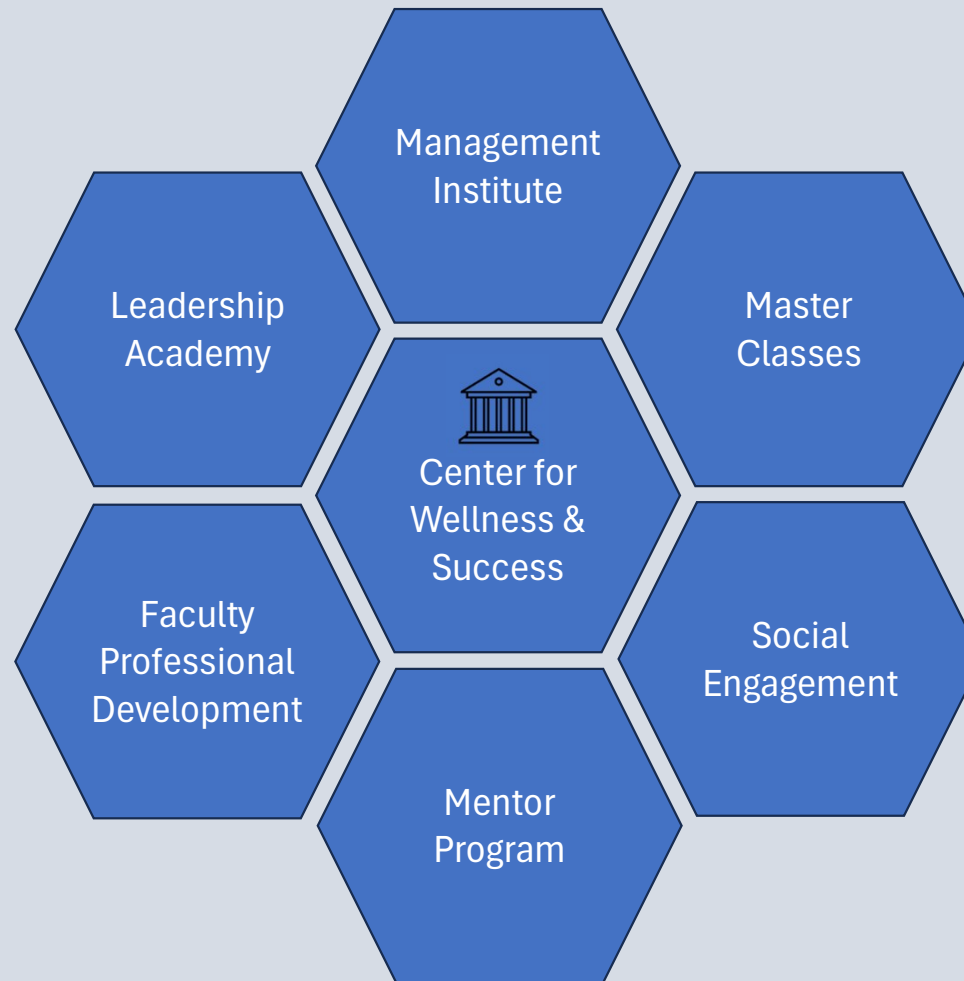 Management
Institute
Leadership
Academy
Master
Classes
Center for
Wellness &
Success
Faculty
Professional
Development
Social
Engagement
Mentor
Program